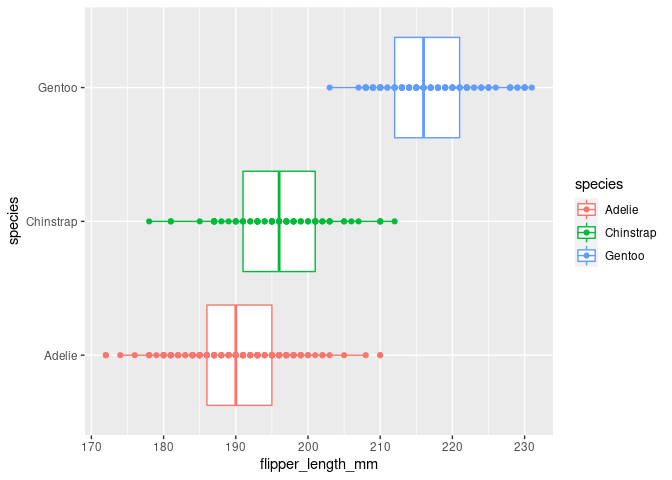 Gentoo
Chinstrap
Adelie
species
170 180 190 200 210 220 230
flipper_length_mm
species
Adelie
Chinstrap
Gentoo